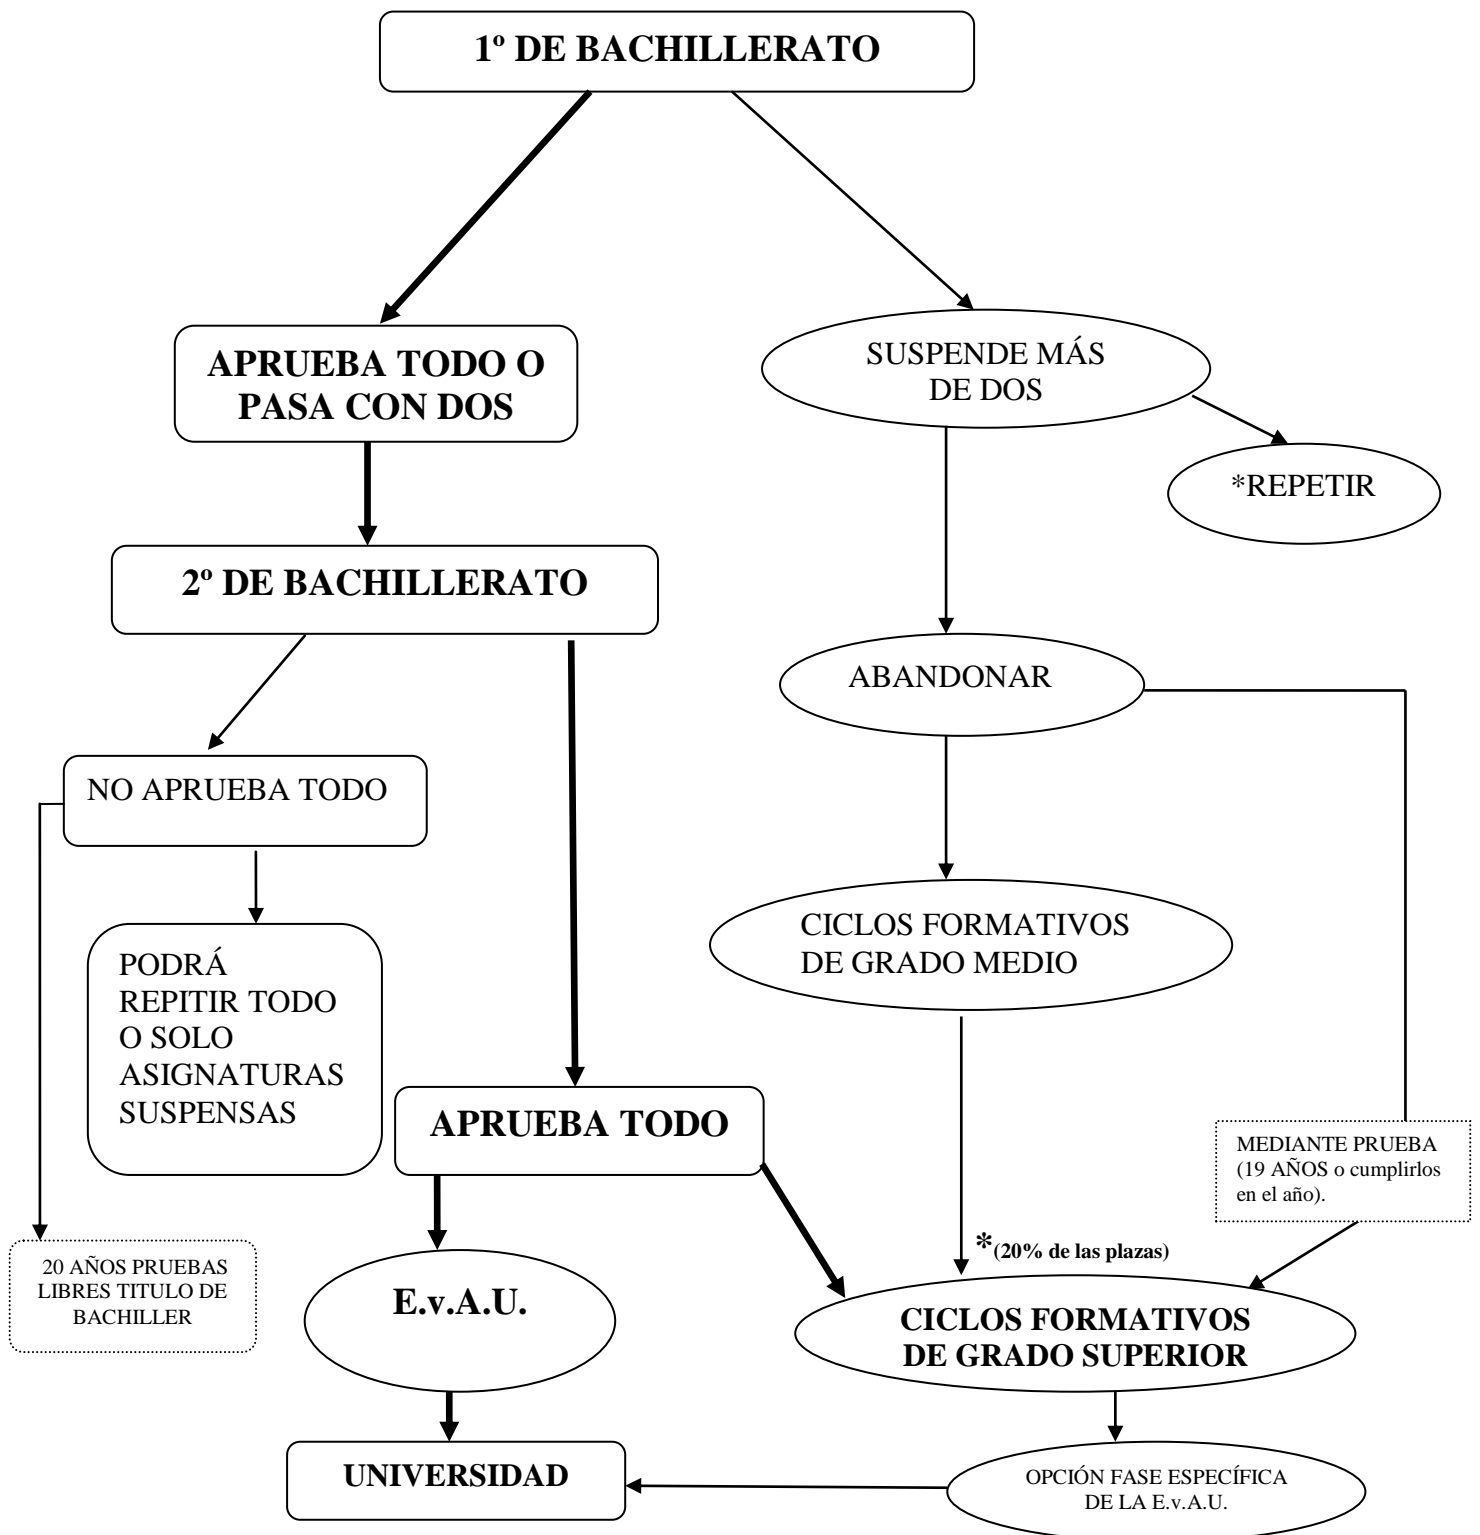 1º DE BACHILLERATO
APRUEBA TODO O
PASA CON DOS
SUSPENDE MÁS
DE DOS
*REPETIR
2º DE BACHILLERATO
ABANDONAR
NO APRUEBA TODO
CICLOS FORMATIVOS
DE GRADO MEDIO
PODRÁ
REPITIR TODO
O SOLO
ASIGNATURAS
SUSPENSAS
APRUEBA TODO
MEDIANTE PRUEBA
(19 AÑOS o cumplirlos
en el año).
*(20% de las plazas)
20 AÑOS PRUEBAS
LIBRES TITULO DE
BACHILLER
E.v.A.U.
CICLOS FORMATIVOS
DE GRADO SUPERIOR
UNIVERSIDAD
OPCIÓN FASE ESPECÍFICA
DE LA E.v.A.U.